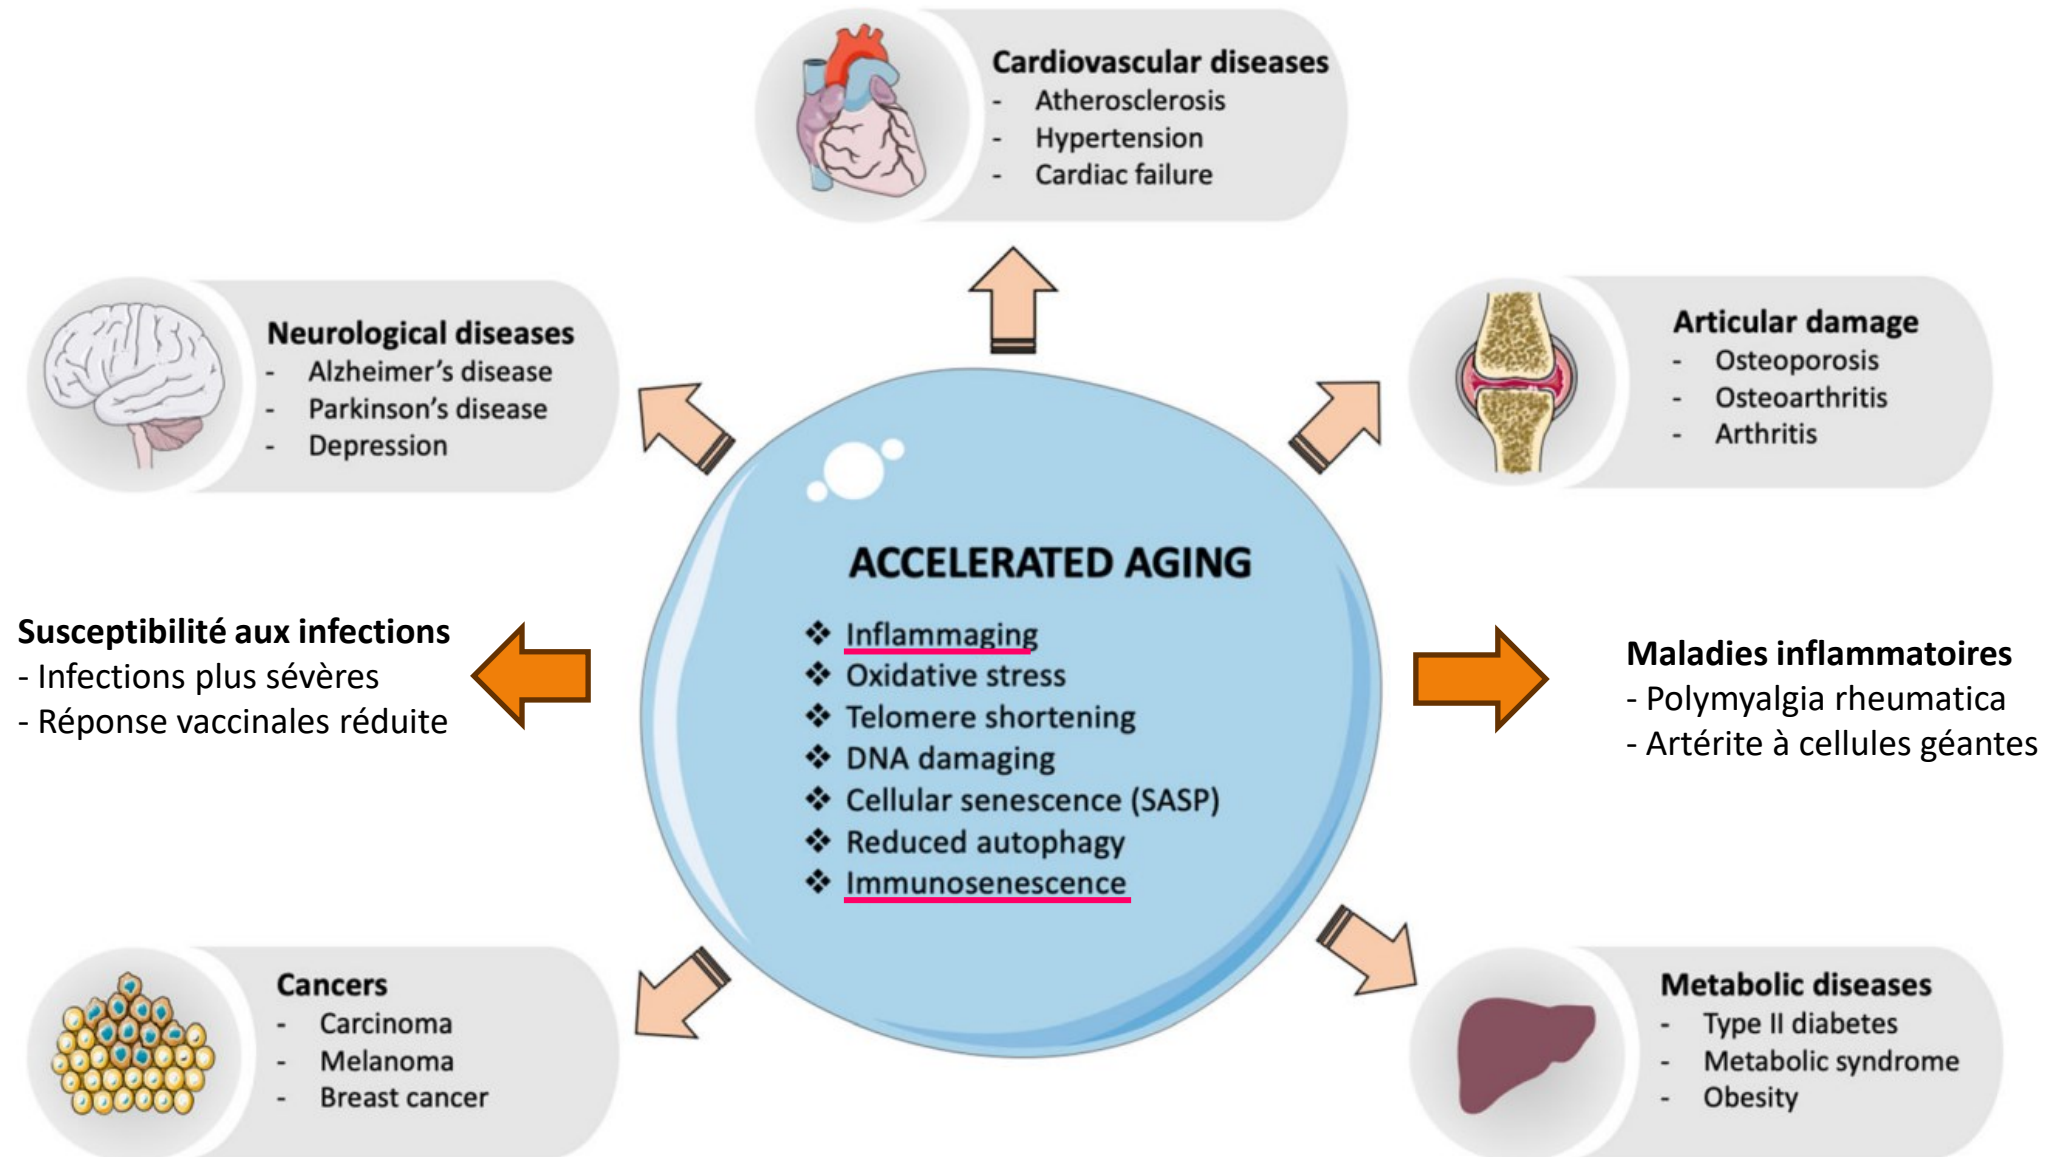 Cardiovascular diseases
- Atherosclerosis
- Hypertension
- Cardiac failure
Neurological diseases
- Alzheimer's disease
- Parkinson's disease
- Depression
Articular damage
- Osteoporosis
- Osteoarthritis
- Arthritis
ACCELERATED AGING
❖ Inflammaging
❖ Oxidative stress
❖ Telomere shortening
❖ DNA damaging
❖ Cellular senescence (SASP)
❖ Reduced autophagy
❖ Immunosenescence
Susceptibilité aux infections
- Infections plus sévères
- Réponse vaccinales réduite
Maladies inflammatoires
- Polymyalgia rheumatica
- Artérite à cellules géantes
Cancers
- Carcinoma
- Melanoma
- Breast cancer
Metabolic diseases
- Type II diabetes
- Metabolic syndrome
- Obesity